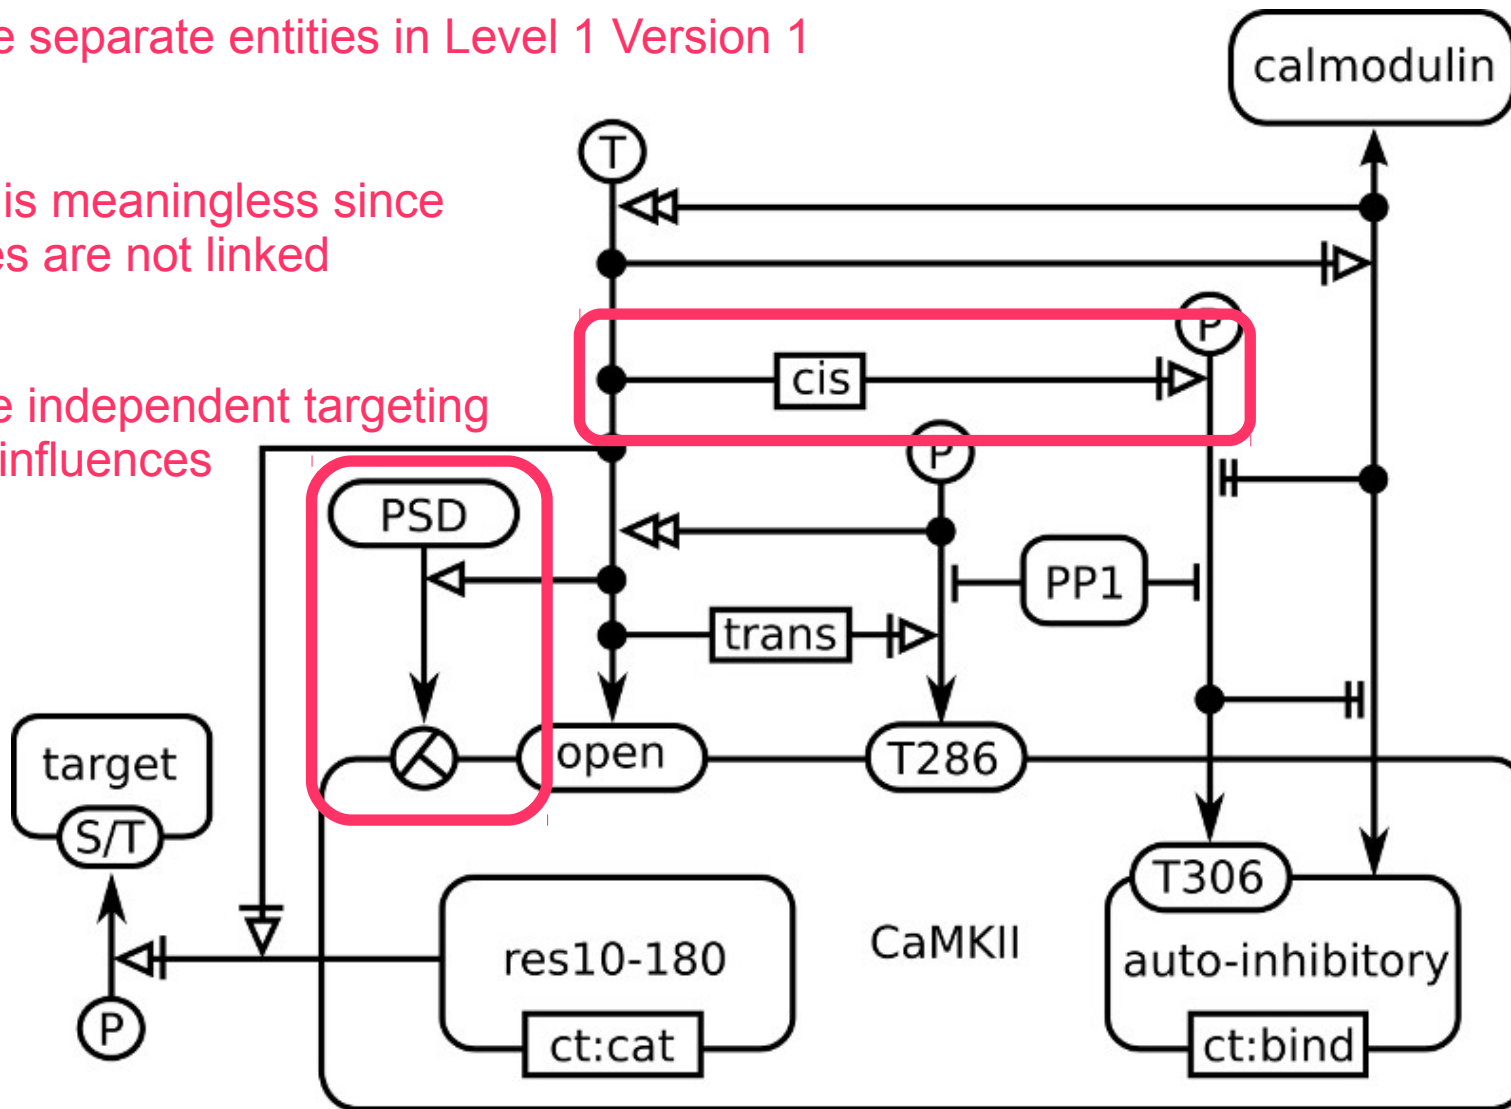 e separate entities in Level 1 Version 1
calmodulin
T
is meaningless since
es are not linked
P
cis
e independent targeting
influences
P
PSD
PP1
trans
target
open
T286
S/T
T306
CaMKII
res10-180
auto-inhibitory
P
ct:cat
ct:bind